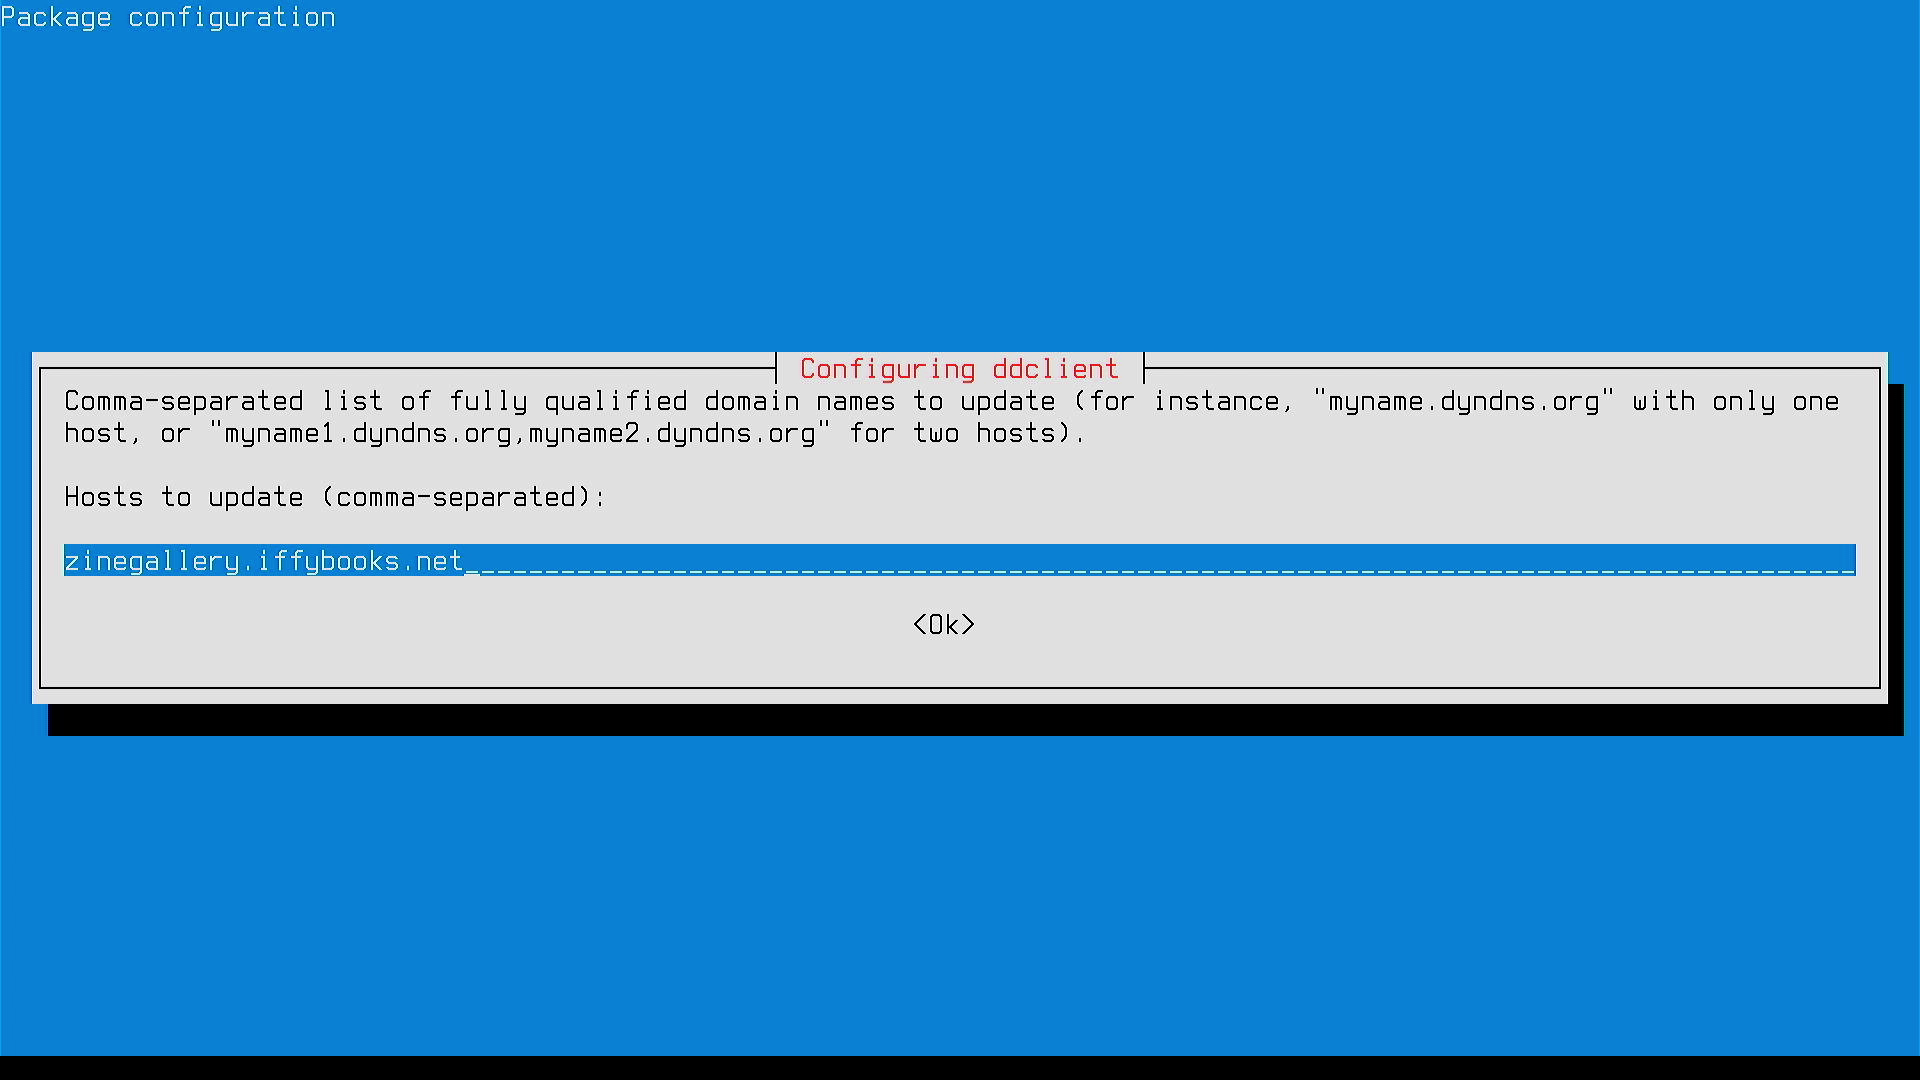 Package configuration
Configuring ddclient
Comma-separated list of fully qualified domain names to update (for instance, "myname.dyndns.org" with only one
host, or "myname1.dyndns.org,myname2.dyndns.org" for two hosts).
Hosts to update (comma-separated):
zinegallery.iffybooks.net
<Ok>